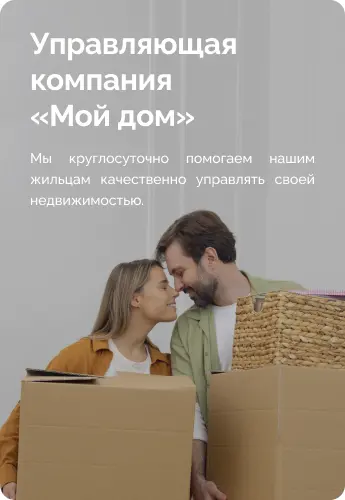 Управляющая
компания
«Мой дом»
Мы круглосуточно помогаем нашим
жильцам качественно управлять своей
недвижимостью.